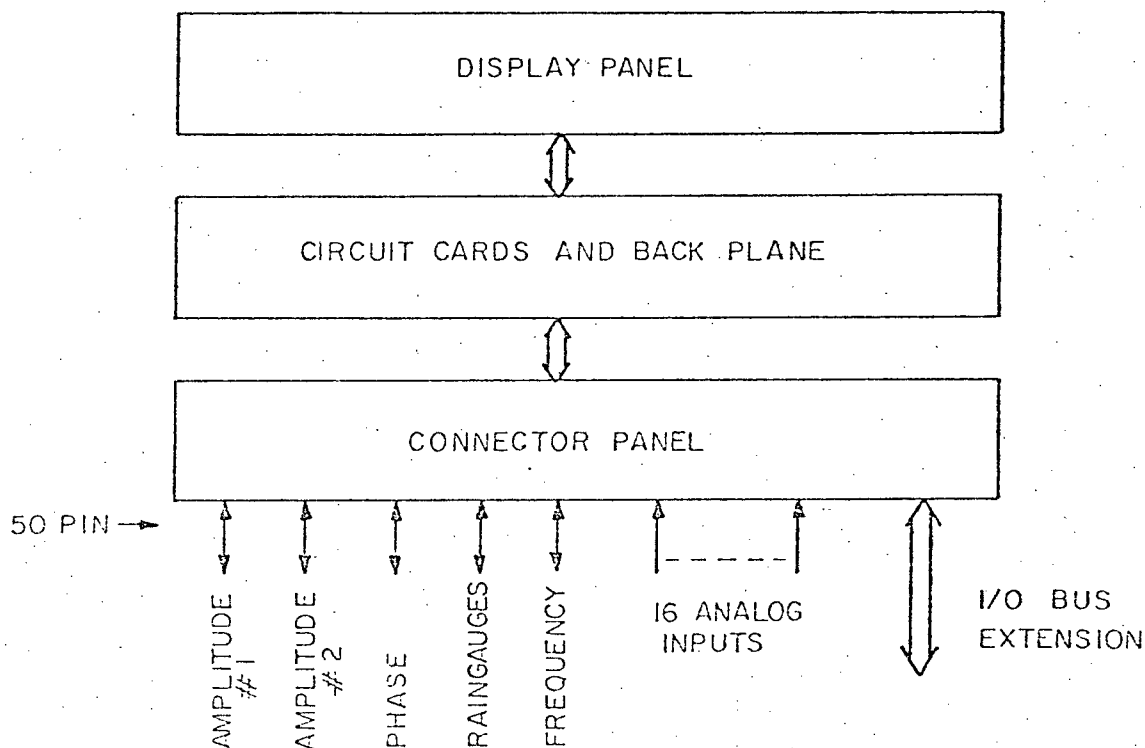 DISPLAY PANEL
CIRCUIT CARDS AND BACK PLANE
CONNECTOR PANEL
50 PIN
AMPLITUDE
#1
AMPLITUDE
#2
PHASE
RAINGAUGES
FREQUENCY
16 ANALOG
INPUTS
I/O BUS
EXTENSION